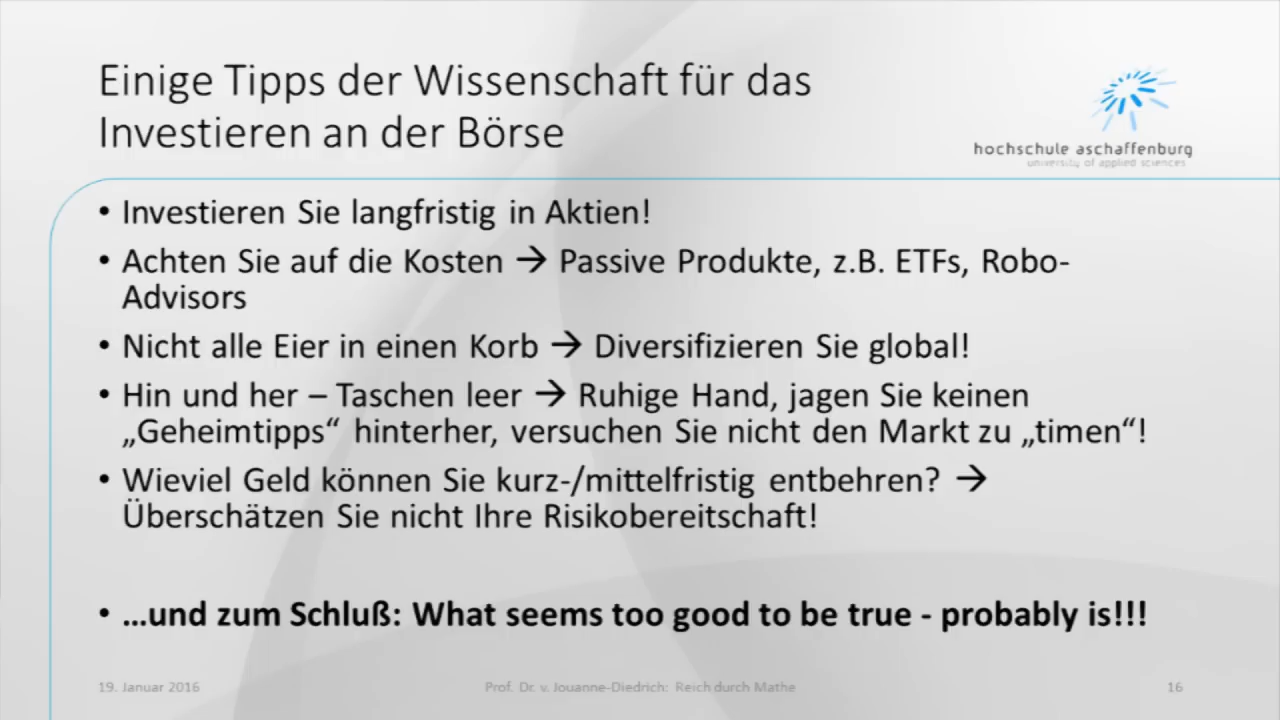 Einige Tipps der Wissenschaft für das
Investieren an der Börse
hochschule aschaffenburg
university of applied sciences
• Investieren Sie langfristig in Aktien!
• Achten Sie auf die Kosten → Passive Produkte, z.B. ETFs, Robo-
Advisors
• Nicht alle Eier in einen Korb → Diversifizieren Sie global!
• Hin und her – Taschen leer → Ruhige Hand, jagen Sie keinen
„Geheimtipps“ hinterher, versuchen Sie nicht den Markt zu „timen“!
• Wieviel Geld können Sie kurz-/mittelfristig entbehren? →
Überschätzen Sie nicht Ihre Risikobereitschaft!
• …und zum Schluß: What seems too good to be true - probably is!!!
19. Januar 2016
Prof. Dr. v. Jouanne-Diedrich: Reich durch Mathe
16